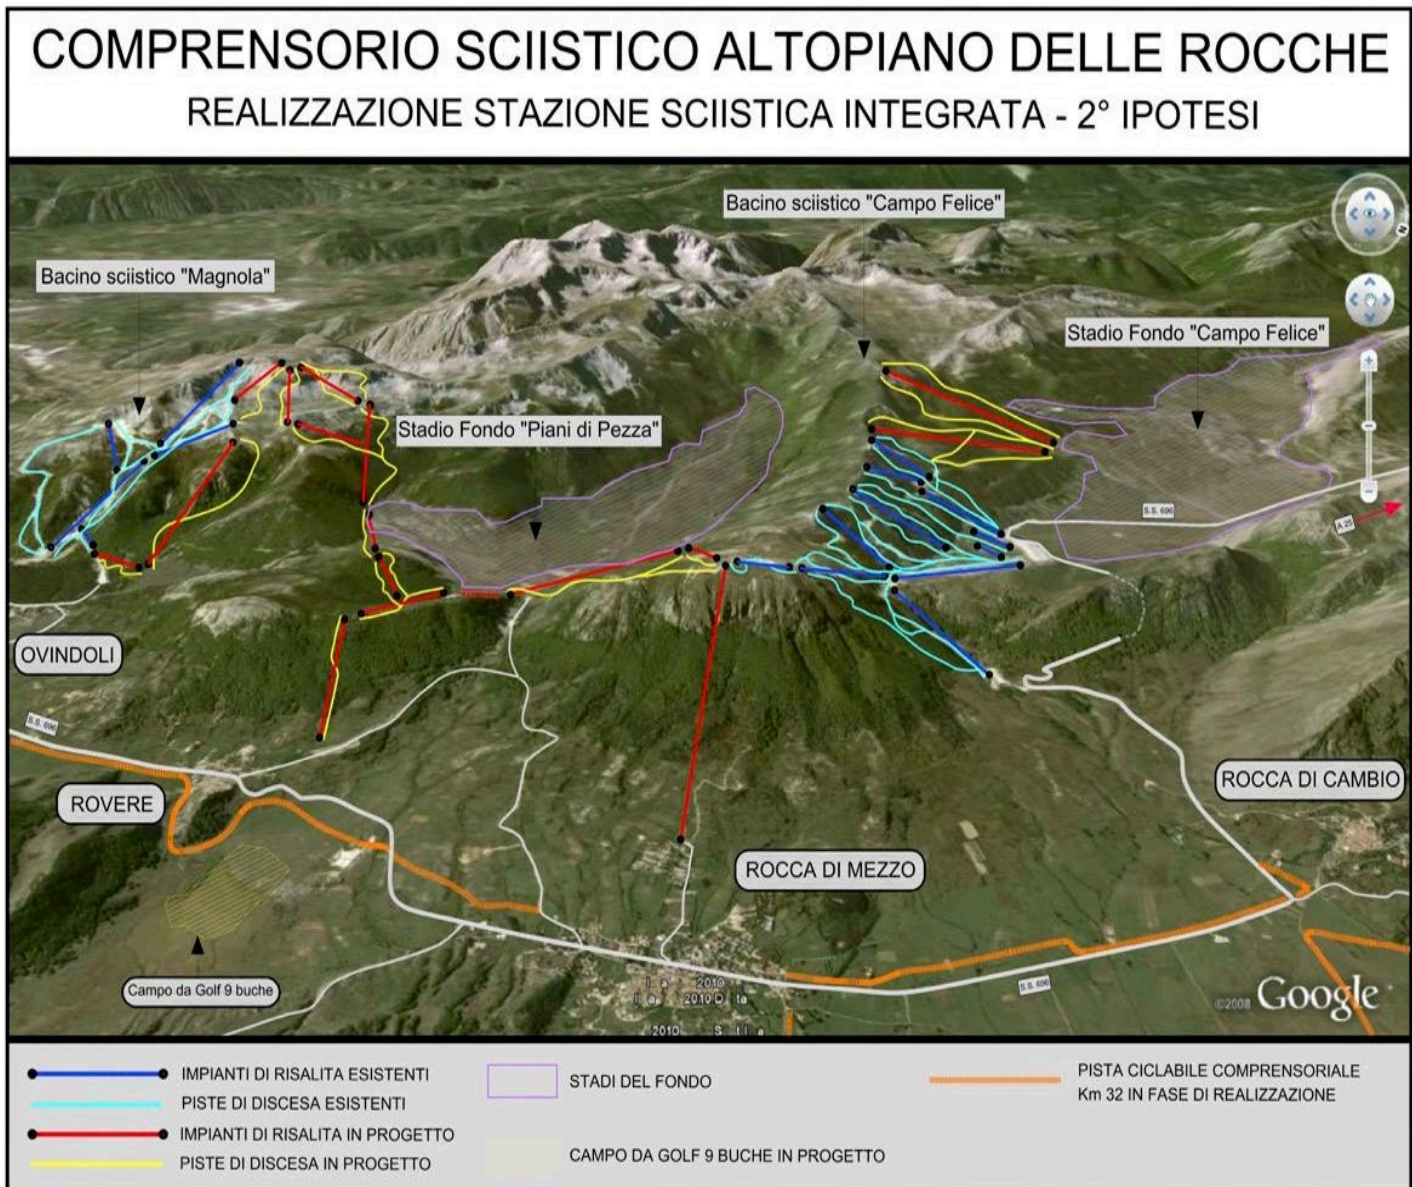 COMPRENSORIO SCIISTICO ALTOPIANO DELLE ROCCHE
REALIZZAZIONE STAZIONE SCIISTICA INTEGRATA - 2° IPOTESI
Bacino sciistico "Campo Felice"
Bacino sciistico "Magnola"
Stadio Fondo "Campo Felice"
Stadio Fondo "Piani di Pezza"
S.S. 696
A 25
OVINDOLI
S.S. 696
ROVERE
ROCCA DI CAMBIO
ROCCA DI MEZZO
Campo da Golf 9 buche
2010
2010
2010
S.S. 696
©2008 Google
IMPIANTI DI RISALITA ESISTENTI
PISTE DI DISCESA ESISTENTI
IMPIANTI DI RISALITA IN PROGETTO
PISTE DI DISCESA IN PROGETTO
STADI DEL FONDO
CAMPO DA GOLF 9 BUCHE IN PROGETTO
PISTA CICLABILE COMPRENSORIALE
Km 32 IN FASE DI REALIZZAZIONE